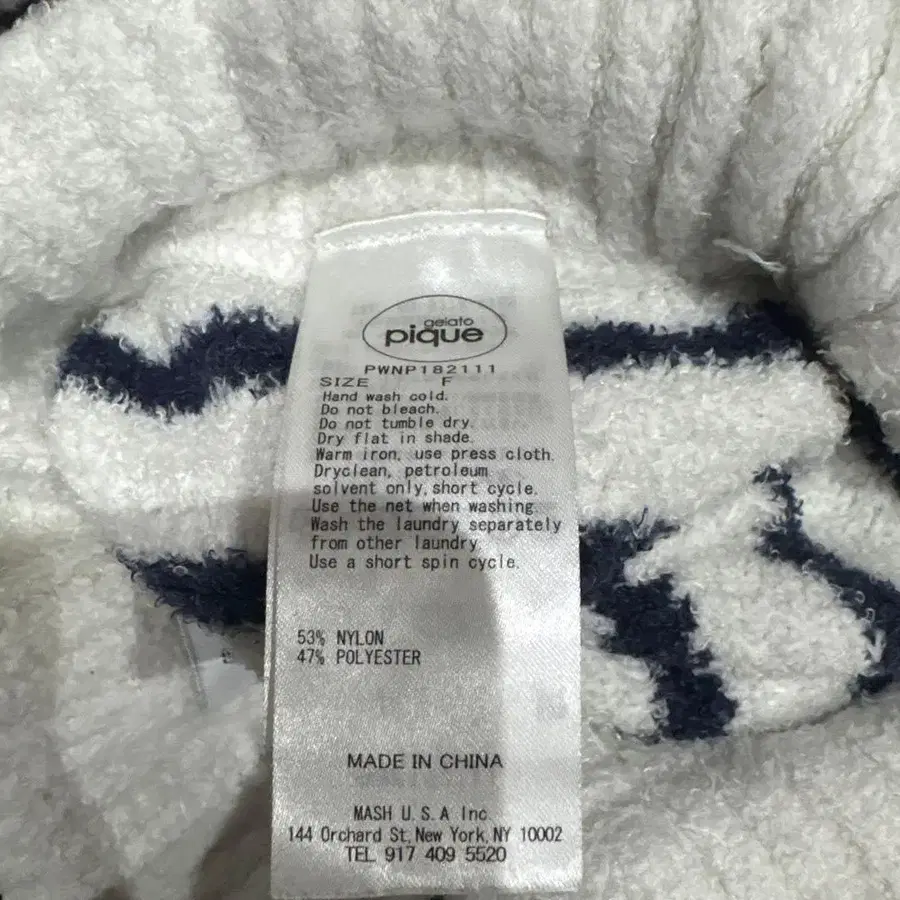 gelato
pique
PWNP182111
SIZE F
Hand wash cold.
Do not bleach.
Do not tumble dry.
Dry flat in shade.
Warm iron, use press cloth.
Dryclean, petroleum
solvent only, short cycle.
Use the net when washing.
Wash the laundry separately
from other laundry
Use a short spin cycle.
53% NYLON
47% POLYESTER
MADE IN CHINA
MASH U.S.A Inc.
144 Orchard St, New York, NY 10002
TEL 917 409 5520